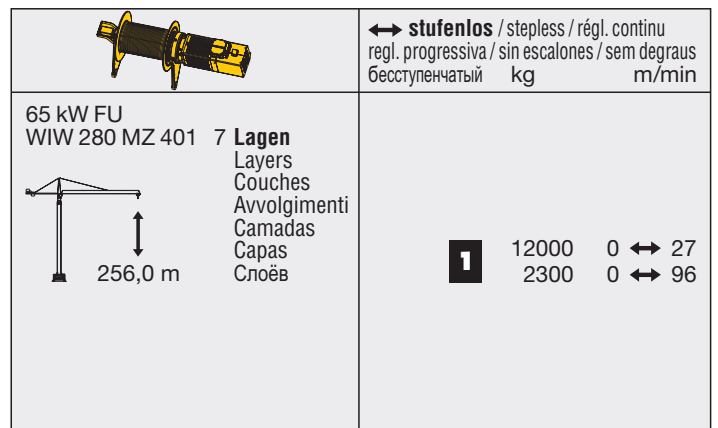 ↔ stufenlos / stepless / régl. continu
regl. progressiva / sin escalones / sem degraus
бесступенчатый kg m/min
65 kW FU
WIW 280 MZ 401 7 Lagen
Layers
Couches
Avvolgimenti
Camadas
Capas
256,0 m Слоёв
1 12000 0 ↔ 27
2300 0 ↔ 96